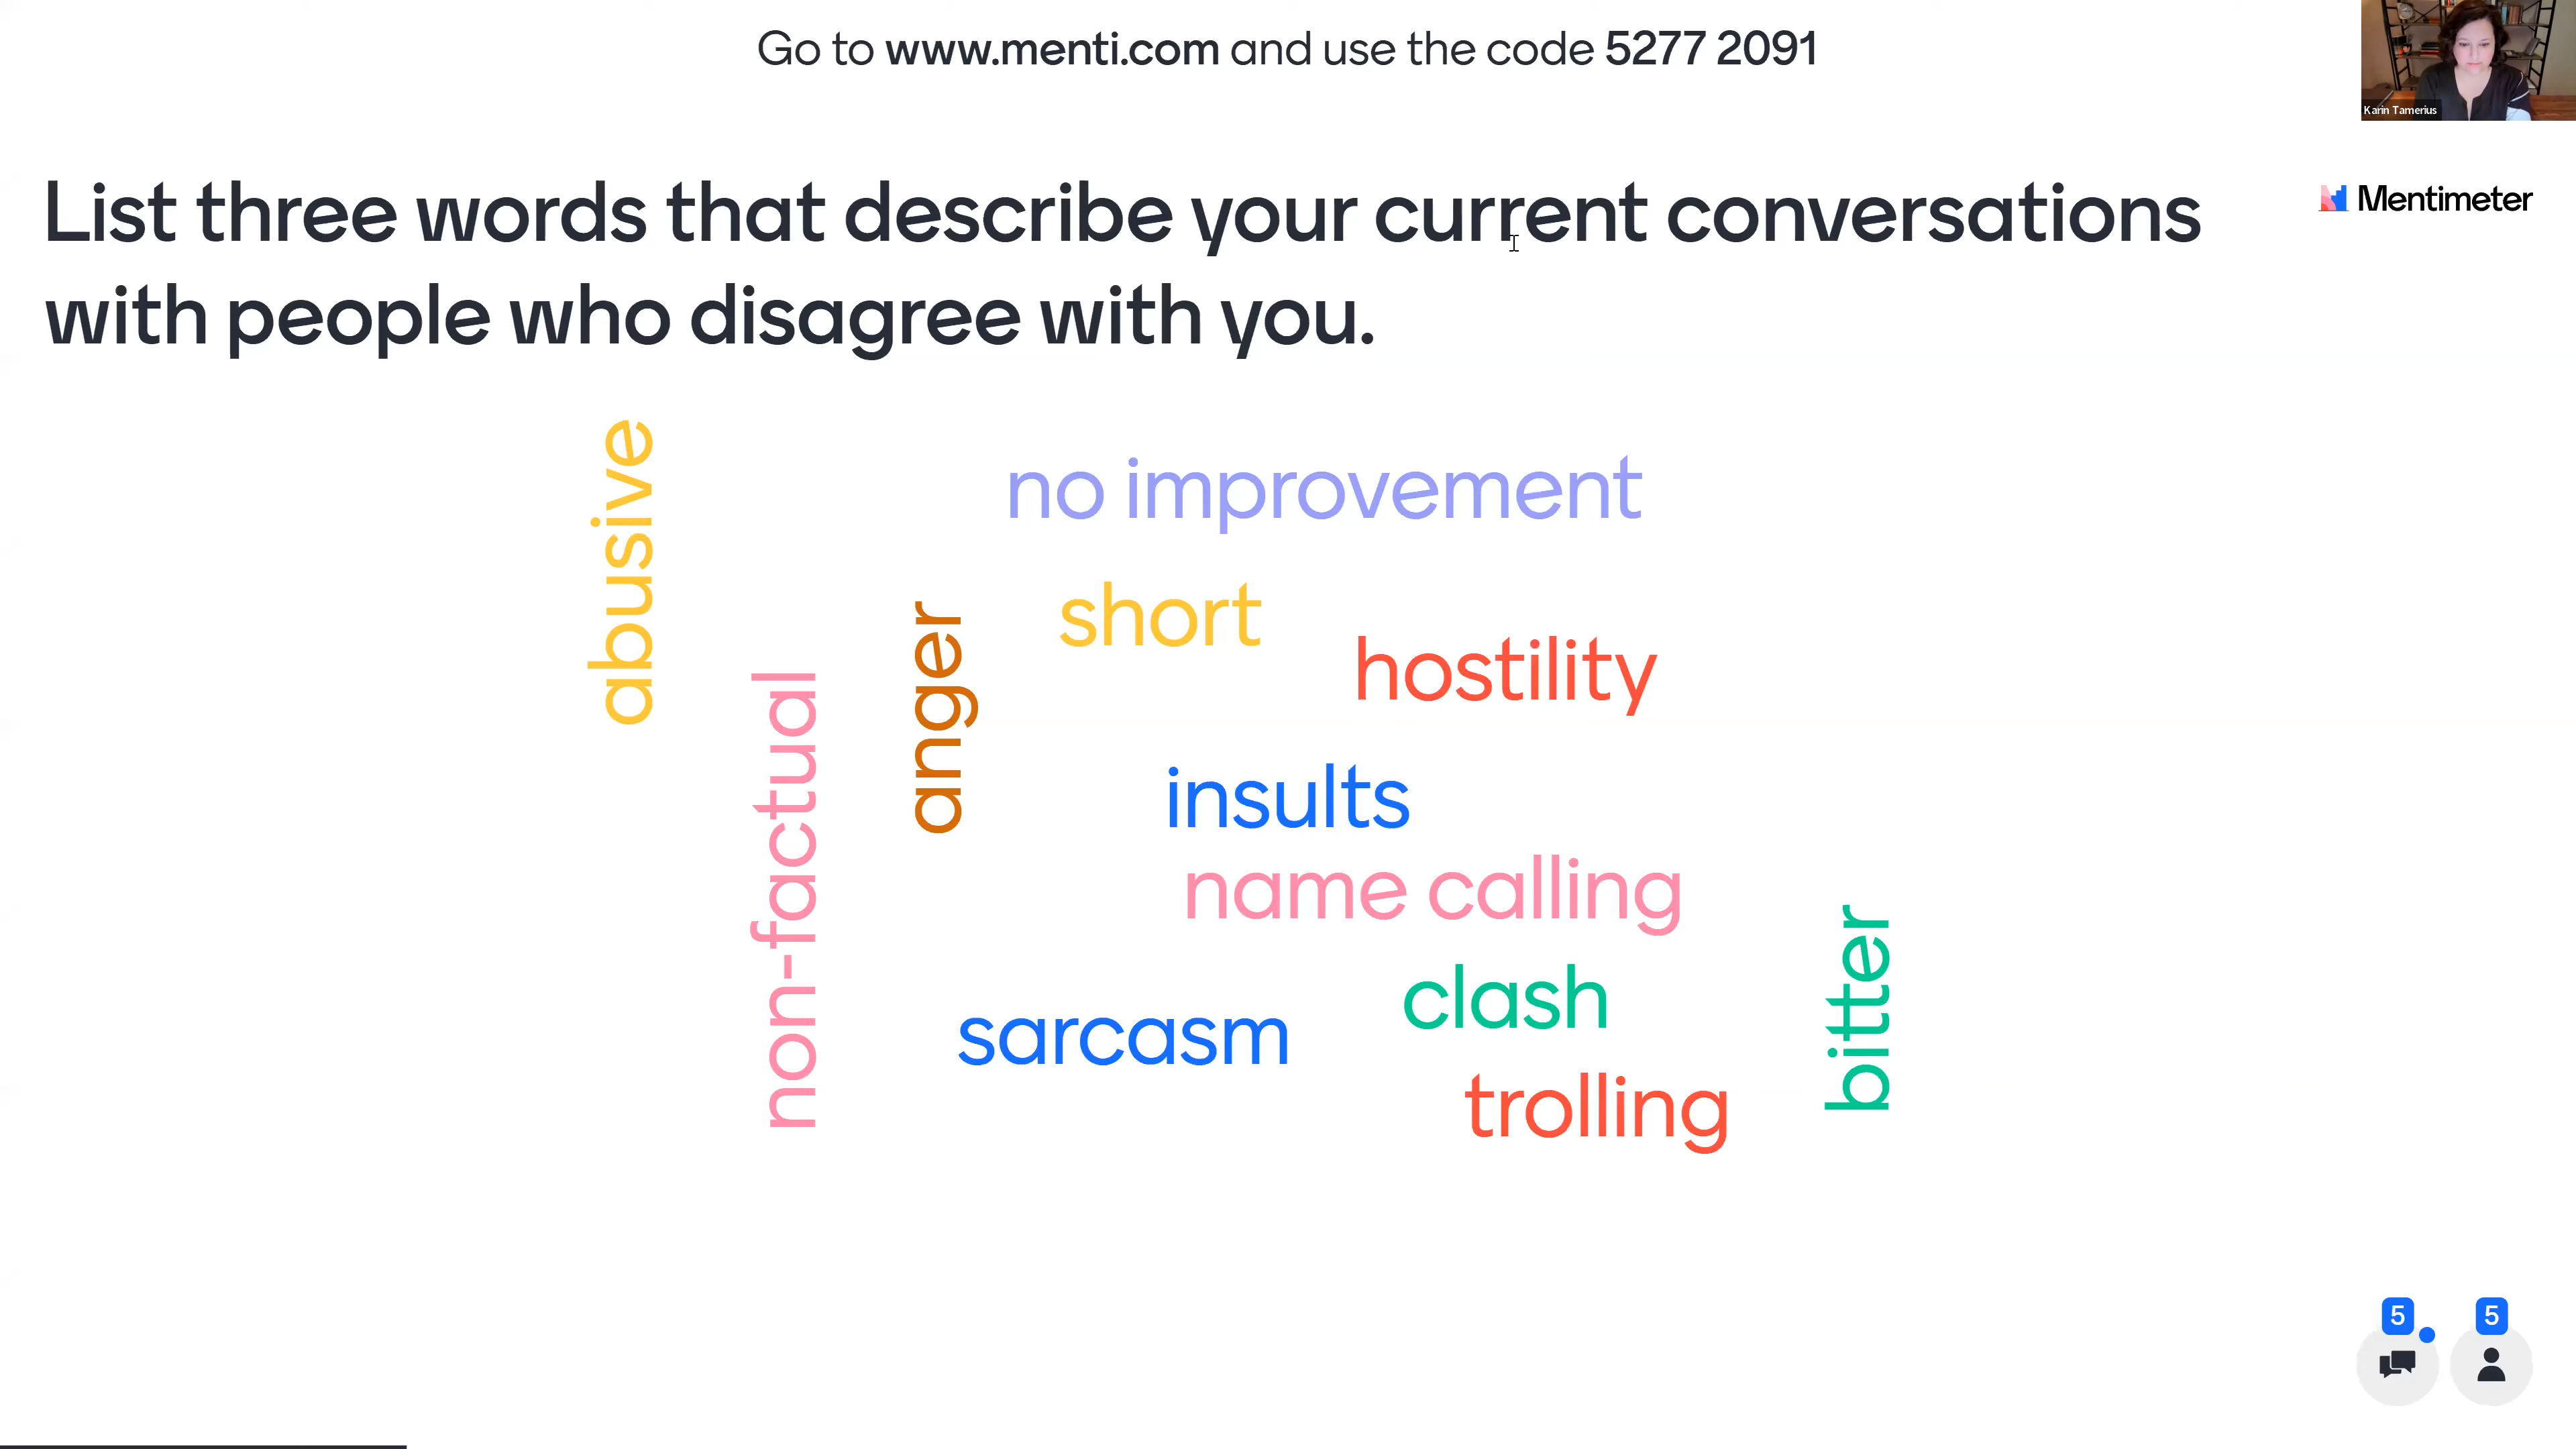 Go to www.menti.com and use the code 5277 2091
Karin Tamerius
List three words that describe your current conversations
with people who disagree with you.
Mentimeter
abusive
no improvement
short
anger
hostility
non-factual
insults
name calling
clash
bitter
sarcasm
trolling
5
5